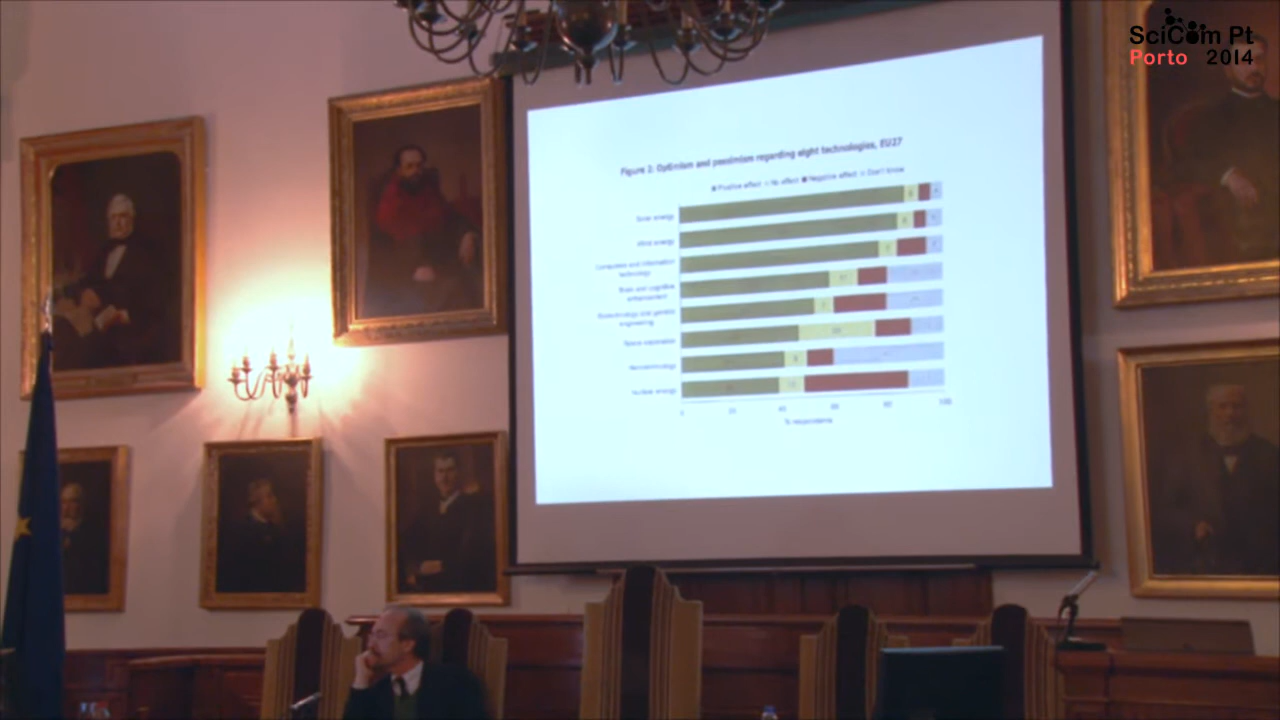 SciCom Pt
Porto 2014
Figure 2: Optimism and pessimism regarding eight technologies, EU27
Positive effect No effect Negative effect Don't know
Solar energy
Wind energy
Computers and information
technology
Brain and cognitive
enhancement
Biotechnology and genetic
engineering
Space exploration
Nanotechnology
Nuclear energy
20 40 60 80 100
% respondents